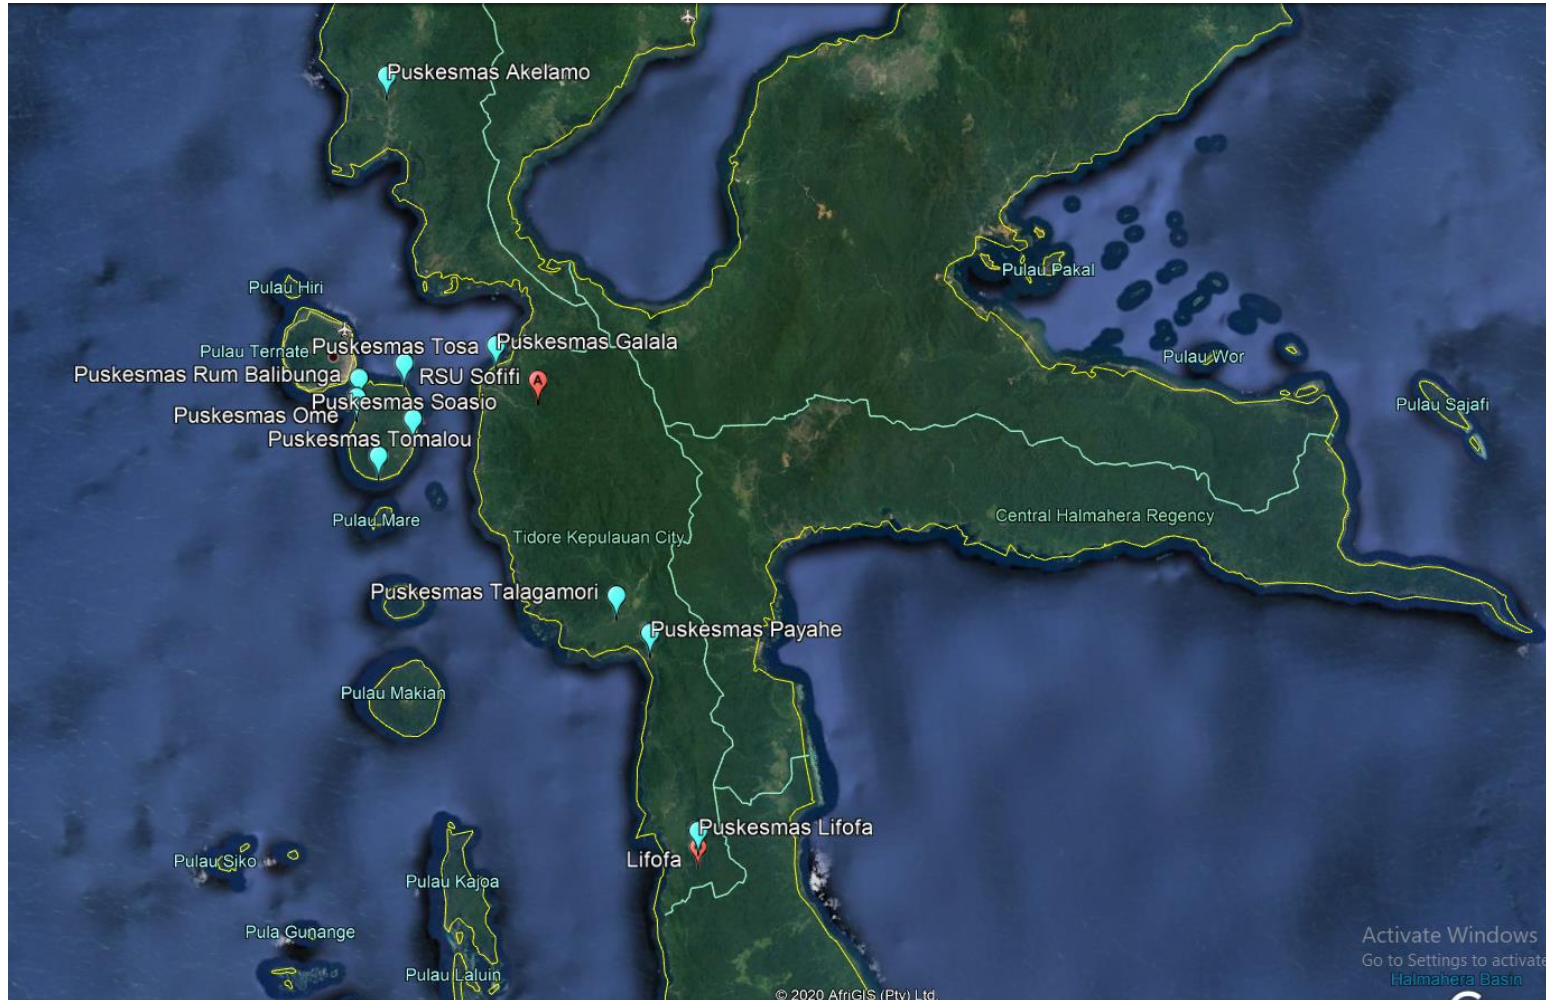 Puskesmas Akelamo
Pulau Hiri
Pulau Pakal
Pulau Ternate
Puskesmas Tosa
Puskesmas Galala
Pulau Wor
Puskesmas Rum Balibunga
RSU Sofifi
A
Puskesmas Soasio
Puskesmas Ome
Pulau Sajafi
Puskesmas Tomalou
Pulau Mare
Central Halmahera Regency
Tidore Kepulauan City
Puskesmas Talagamori
Puskesmas Payahe
Pulau Makian
Puskesmas Lifofa
Lifofa
Pulau Siko
Pulau Kajoa
Pula Gunange
Activate Windows
Go to Settings to activate
Pulau Laluin
Halmahera Basin
© 2020 AfriGIS (Pty) Ltd.